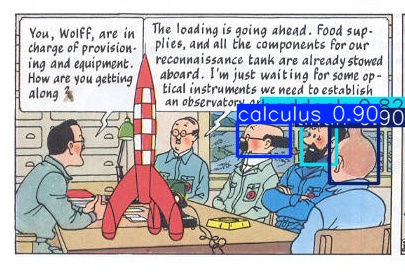 You, Wolff, are in
charge of provision-
ing and equipment.
How are you getting
along?
The loading is going ahead. Food sup-
plies, and all the components for our
reconnaissance tank are already stowed
aboard. I'm just waiting for some op-
tical instruments we need to establish
an observatory
calculus 0.90
90